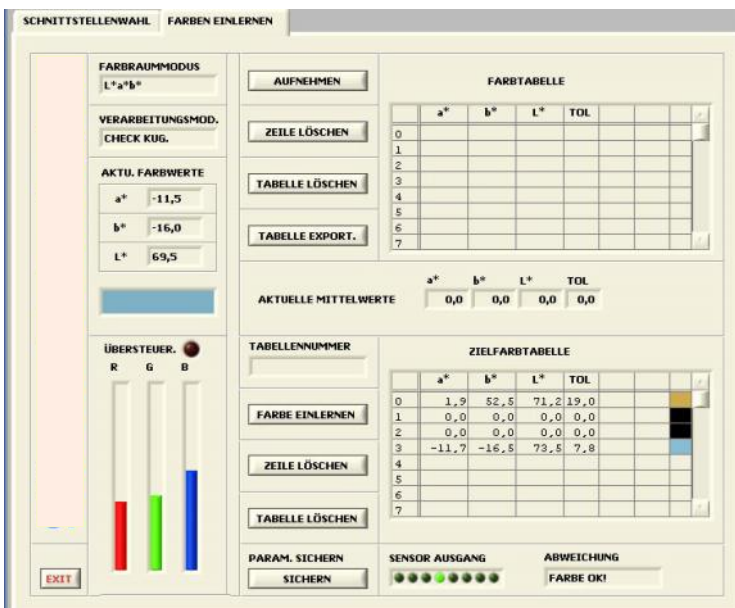 SCHNITTSTELLENWAHL FARBEN EINLERNEN
FARBRAUMMODUS
L*a*b*
VERARBEITUNGSMOD.
CHECK KUG.
AKTU. FARBWERTE
a* -11,5
b* -16,0
L* 69,5
ÜBERSTEUER.
R G B
EXIT
AUFNEHMEN
ZEILE LÖSCHEN
TABELLE LÖSCHEN
TABELLE EXPORT.
FARBTABELLE
a* b* L* TOL
0
1
2
3
4
5
6
7
a* b* L* TOL
AKTUELLE MITTELWERTE 0,0 0,0 0,0 0,0
TABELLENNUMMER
FARBE EINLERNEN
ZEILE LÖSCHEN
TABELLE LÖSCHEN
ZIELFARBTABELLE
a* b* L* TOL
0 1,9 52,5 71,2 19,0
1 0,0 0,0 0,0 0,0
2 0,0 0,0 0,0 0,0
3 -11,7 -16,5 73,5 7,8
4
5
6
7
PARAM. SICHERN
SICHERN
SENSOR AUSGANG
ABWEICHUNG
FARBE OK!